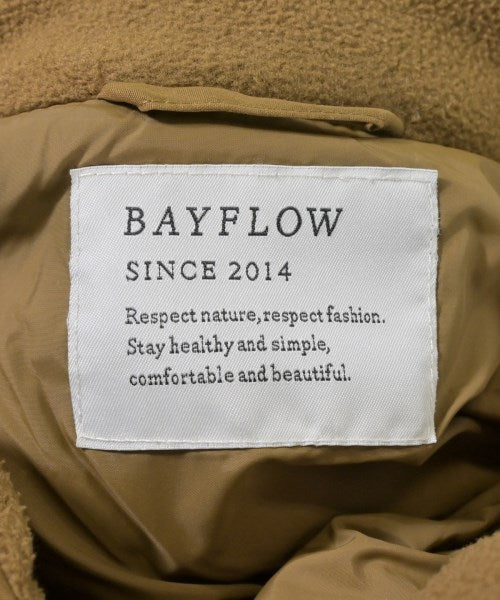 BAYFLOW
SINCE 2014
Respect nature, respect fashion.
Stay healthy and simple,
comfortable and beautiful.